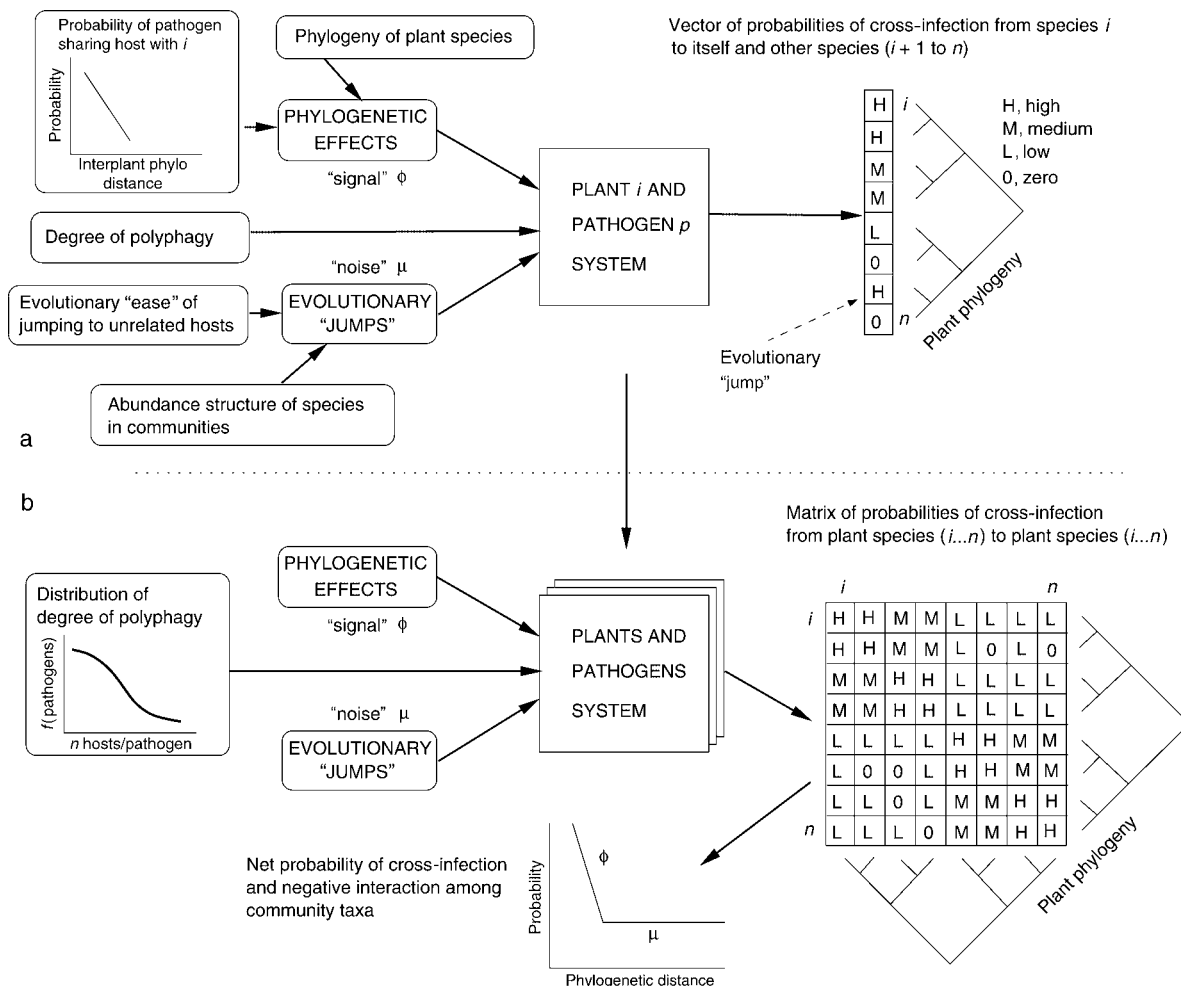 Probability of pathogen
sharing host with i
Probability
Interplant phylo
distance
Phylogeny of plant species
PHYLOGENETIC
EFFECTS
"signal" ϕ
Degree of polyphagy
"noise" μ
Evolutionary "ease" of
jumping to unrelated hosts
EVOLUTIONARY
"JUMPS"
Abundance structure of species
in communities
PLANT i AND
PATHOGEN p
SYSTEM
Vector of probabilities of cross-infection from species i
to itself and other species (i + 1 to n)
H i
H
M
M
L
0
H
0 n
H, high
M, medium
L, low
0, zero
Plant phylogeny
Evolutionary
"jump"
a
b
Distribution of
degree of polyphagy
f(pathogens)
n hosts/pathogen
PHYLOGENETIC
EFFECTS
"signal" ϕ
"noise" μ
EVOLUTIONARY
"JUMPS"
PLANTS AND
PATHOGENS
SYSTEM
Matrix of probabilities of cross-infection
from plant species (i...n) to plant species (i...n)
i n
i H H M M L L L L
H H M M L 0 L 0
M M H H L L L L
M M H H L L L L
L L L L H H M M
L 0 0 L H H M M
L L 0 L M M H H
n L L L 0 M M H H
Plant phylogeny
Net probability of cross-infection
and negative interaction among
community taxa
Probability
ϕ
μ
Phylogenetic distance